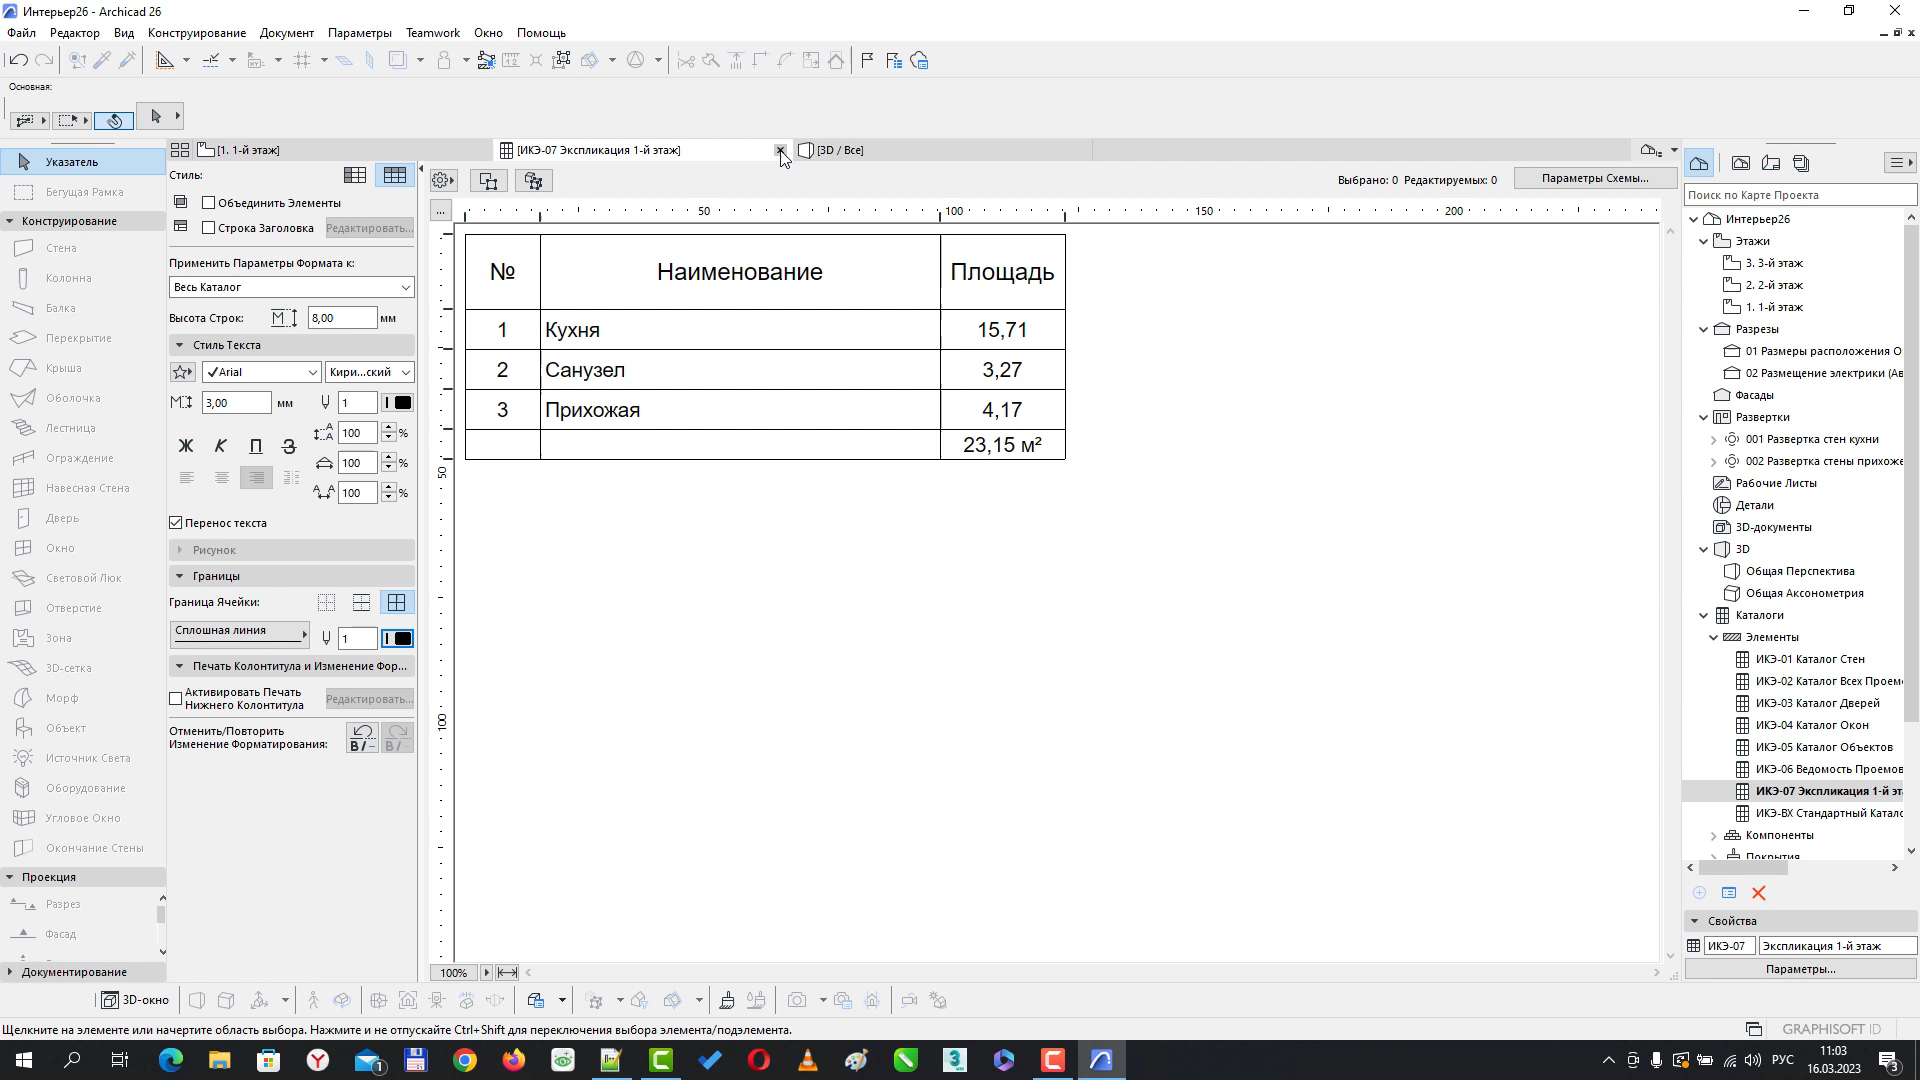 Интерьер26 - Archicad 26
Файл Редактор Вид Конструирование Документ Параметры Teamwork Окно Помощь
Основная:
[1. 1-й этаж]
[ИКЭ-07 Экспликация 1-й этаж]
[3D / Все]
Указатель
Бегущая Рамка
Конструирование
Стена
Колонна
Балка
Перекрытие
Крыша
Оболочка
Лестница
Ограждение
Навесная Стена
Дверь
Окно
Световой Люк
Отверстие
Зона
3D-сетка
Морф
Объект
Источник Света
Оборудование
Угловое Окно
Окончание Стены
Проекция
Разрез
Фасад
Документирование
Стиль:
Объединить Элементы
Строка Заголовка Редактировать...
Применить Параметры Формата к:
Весь Каталог
Высота Строк: 8,00 мм
Стиль Текста
Arial Кири...ский
3,00 мм 1
100 %
Ж К П З
100 %
100 %
Перенос текста
Рисунок
Границы
Граница Ячейки:
Сплошная линия 1
Печать Колонтитула и Изменение Фор...
Активировать Печать
Нижнего Колонтитула
Редактировать...
Отменить/Повторить
Изменение Форматирования:
B/ B/
Выбрано: 0 Редактируемых: 0 Параметры Схемы...
... 50 100 150 200
50
100
№ Наименование Площадь
1 Кухня 15,71
2 Санузел 3,27
3 Прихожая 4,17
23,15 м²
100%
Поиск по Карте Проекта
Интерьер26
Этажи
3. 3-й этаж
2. 2-й этаж
1. 1-й этаж
Разрезы
01 Размеры расположения О
02 Размещение электрики (Ав
Фасады
Развертки
001 Развертка стен кухни
002 Развертка стены прихоже
Рабочие Листы
Детали
3D-документы
3D
Общая Перспектива
Общая Аксонометрия
Каталоги
Элементы
ИКЭ-01 Каталог Стен
ИКЭ-02 Каталог Всех Проем
ИКЭ-03 Каталог Дверей
ИКЭ-04 Каталог Окон
ИКЭ-05 Каталог Объектов
ИКЭ-06 Ведомость Проемов
ИКЭ-07 Экспликация 1-й эт
ИКЭ-ВХ Стандартный Катало
Компоненты
Покрытия
Свойства
ИКЭ-07 Экспликация 1-й этаж
Параметры...
3D-окно
Щелкните на элементе или начертите область выбора. Нажмите и не отпускайте Ctrl+Shift для переключения выбора элемента/подэлемента.
GRAPHISOFT ID
1
РУС
11:03
16.03.2023
3